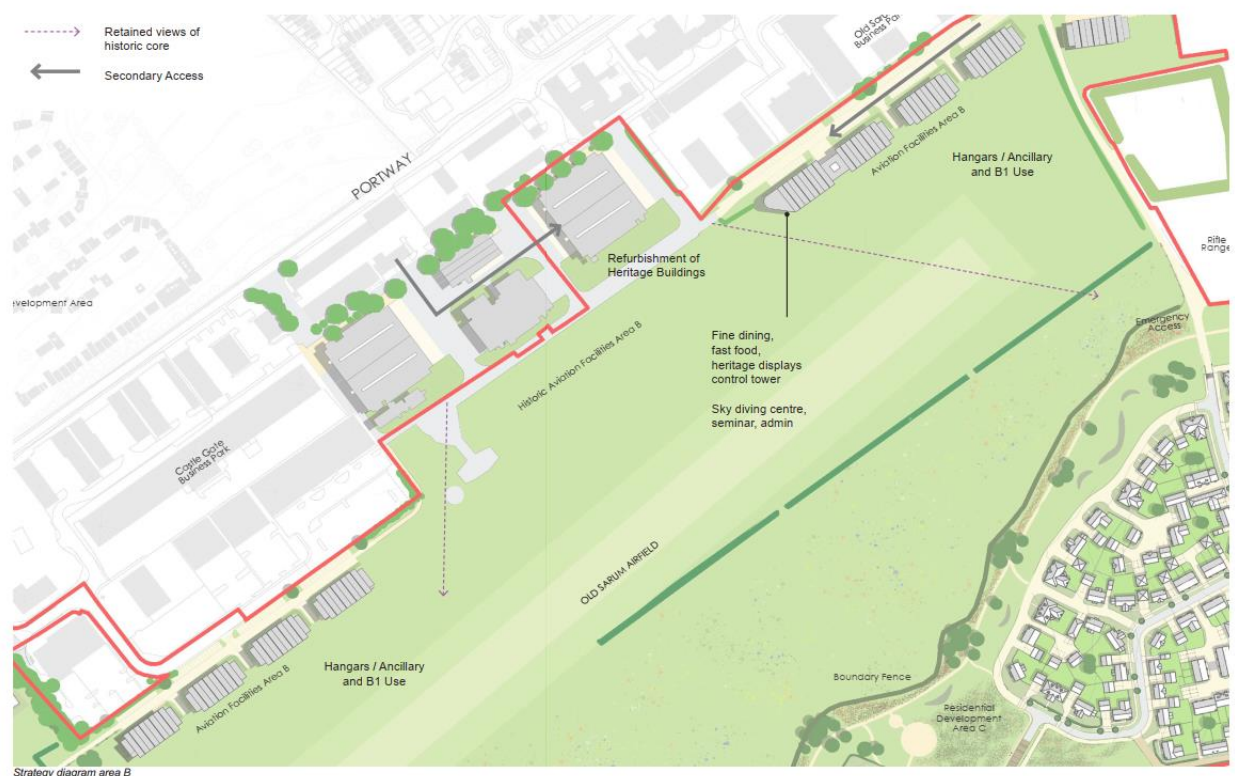 Retained views of
historic core
Secondary Access
Old Sarum
Business Park
PORTWAY
Aviation Facilities Area B
Hangars / Ancillary
and B1 Use
Rifle
Range
Refurbishment of
Heritage Buildings
evelopment Area
Emergency
Access
Historic Aviation Facilities Area B
Fine dining,
fast food,
heritage displays
control tower
Sky diving centre,
seminar, admin
Castle Gate
Business Park
OLD SARUM AIRFIELD
Hangars / Ancillary
and B1 Use
Aviation Facilities Area B
Boundary Fence
Residential
Development
Area C
Strategy diagram area B